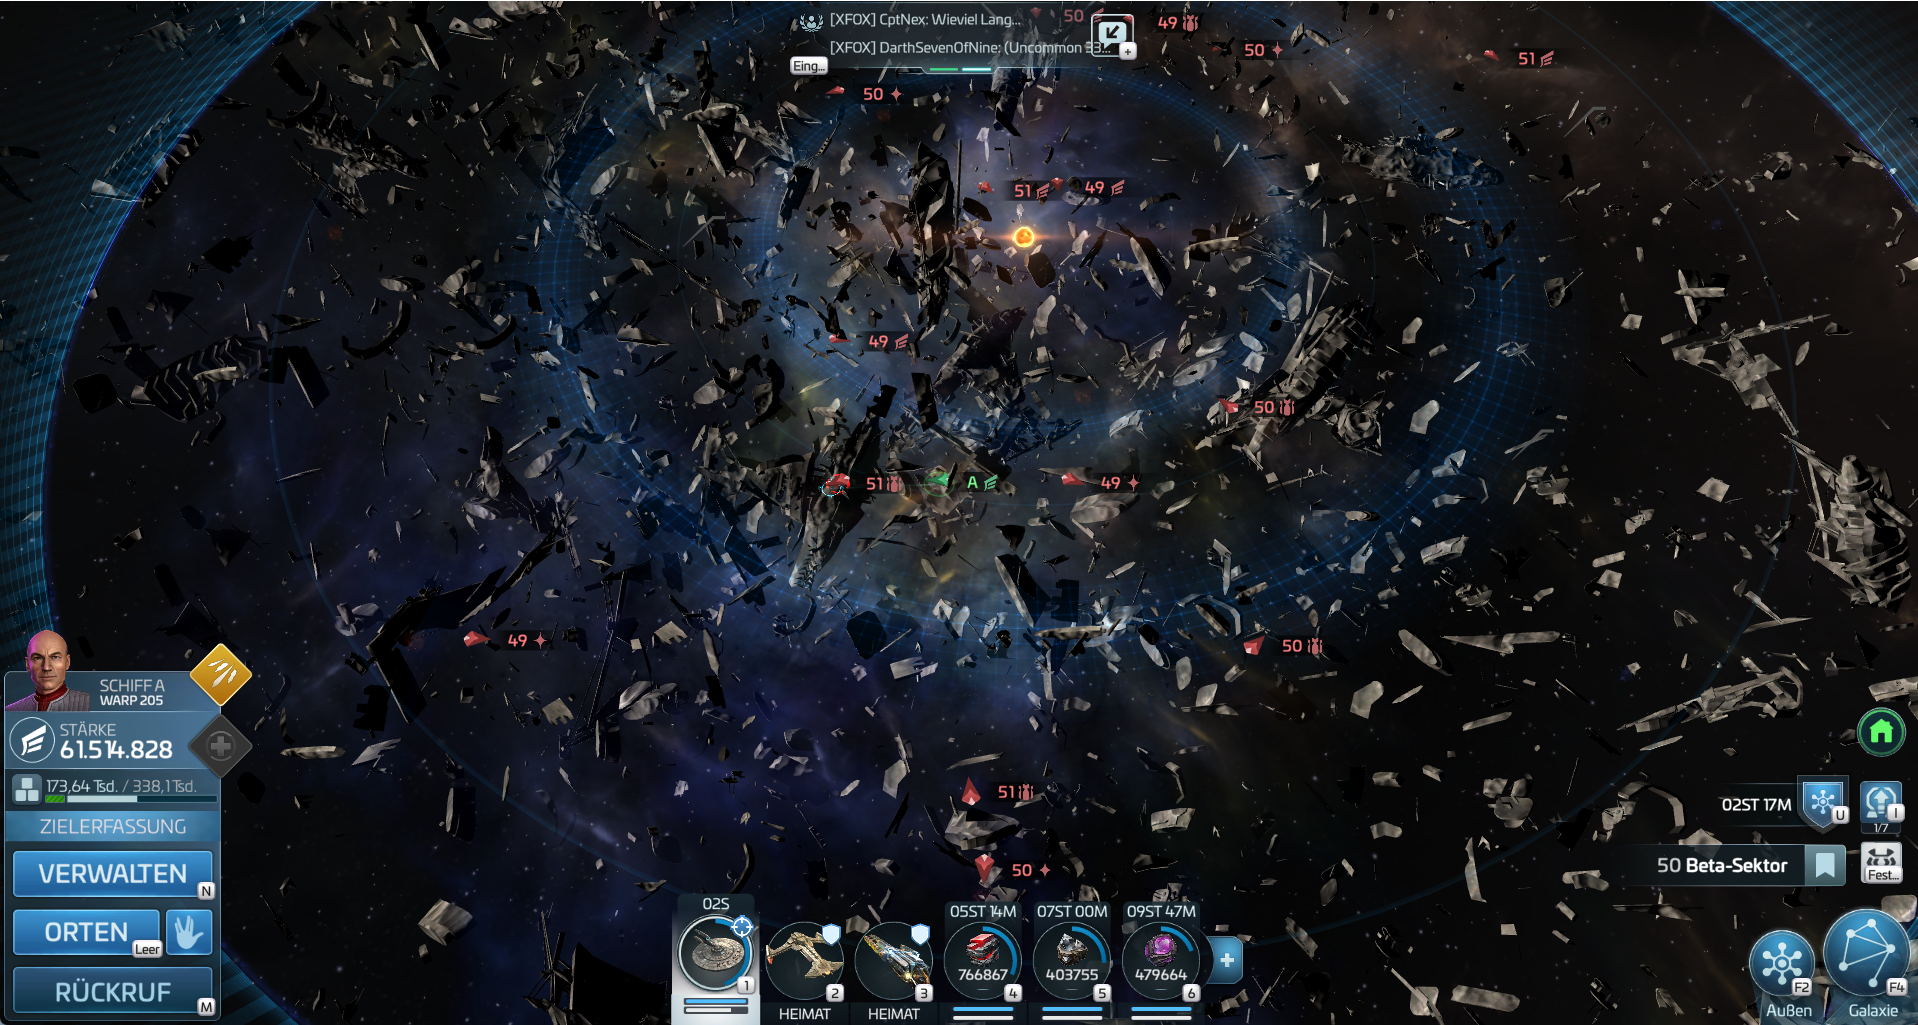 [XFOX] CptNex: Wieviel Lang...
[XFOX] DarthSevenOfNine: (Uncommon 33...
Eing...
+
50
49
50
51
50
51
49
49
50
51
A
49
49
50
51
50
SCHIFF A
WARP 205
STÄRKE
61.514.828
173,64 Tsd. / 338,1 Tsd.
ZIELERFASSUNG
VERWALTEN
N
ORTEN
Leer
RÜCKRUF
M
02S
1
2
HEIMAT
3
HEIMAT
05ST 14M
766867
4
07ST 00M
403755
5
09ST 47M
479664
6
+
02ST 17M
U
I
1/7
50 Beta-Sektor
Fest...
F2
Außen
F4
Galaxie